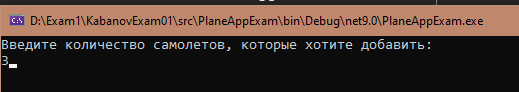 D:\Exam1\KabanovExam01\src\PlaneAppExam\bin\Debug\net9.0\PlaneAppExam.exe
Введите количество самолетов, которые хотите добавить:
3